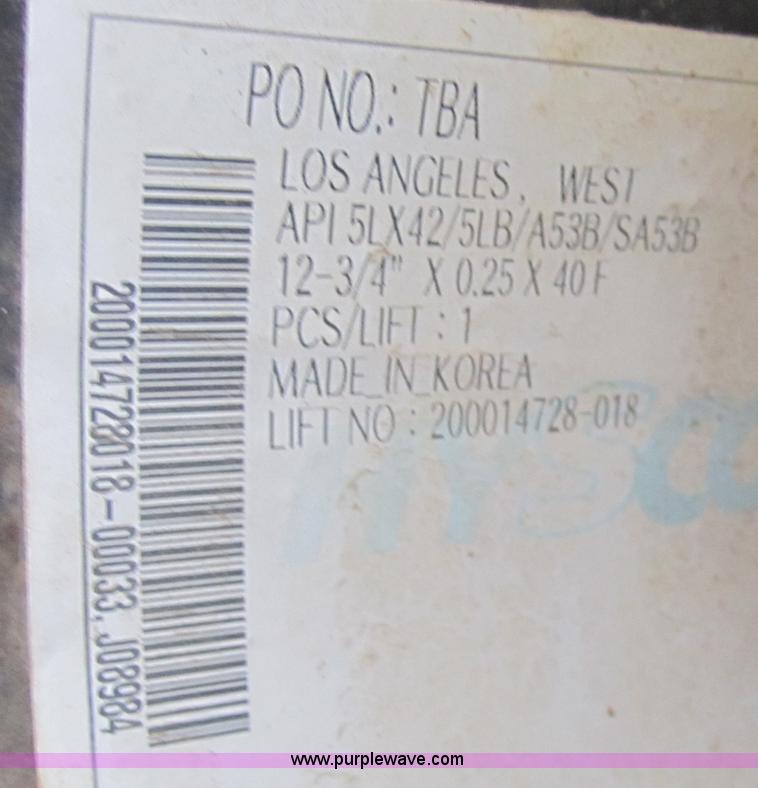 PO NO.: TBA
LOS ANGELES, WEST
API 5LX42/5LB/A53B/SA53B
12-3/4" X 0.25 X 40 F
PCS/LIFT : 1
MADE_IN_KOREA
LIFT NO : 200014728-018
200014728018-00033, J08984
www.purplewave.com